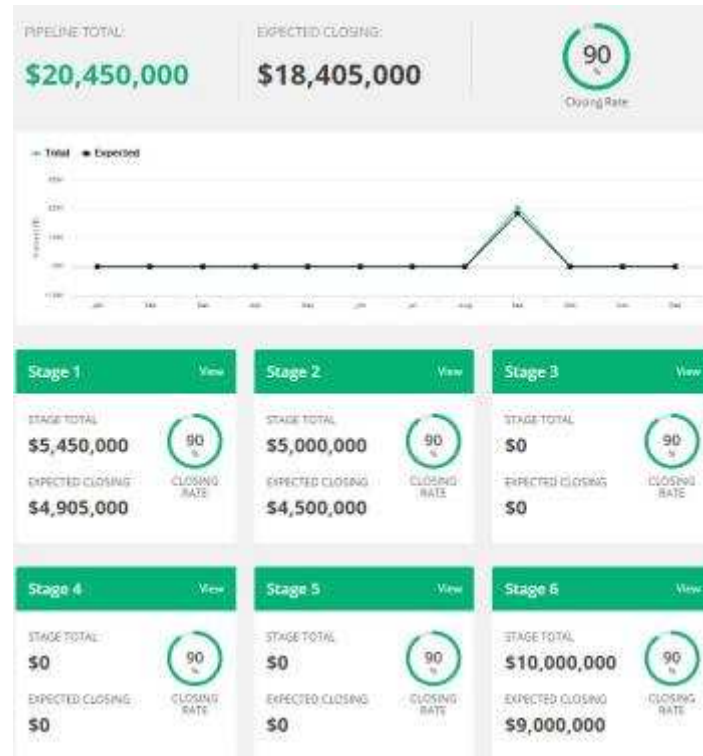 PIPELINE TOTAL:
$20,450,000
EXPECTED CLOSING:
$18,405,000
90
%
Closing Rate
Total Expected
Stage 1 View
STAGE TOTAL
$5,450,000
EXPECTED CLOSING
$4,905,000
90
%
CLOSING
RATE
Stage 2 View
STAGE TOTAL
$5,000,000
EXPECTED CLOSING
$4,500,000
90
%
CLOSING
RATE
Stage 3 View
STAGE TOTAL
$0
EXPECTED CLOSING
$0
90
%
CLOSING
RATE
Stage 4 View
STAGE TOTAL
$0
EXPECTED CLOSING
$0
90
%
CLOSING
RATE
Stage 5 View
STAGE TOTAL
$0
EXPECTED CLOSING
$0
90
%
CLOSING
RATE
Stage 6 View
STAGE TOTAL
$10,000,000
EXPECTED CLOSING
$9,000,000
90
%
CLOSING
RATE